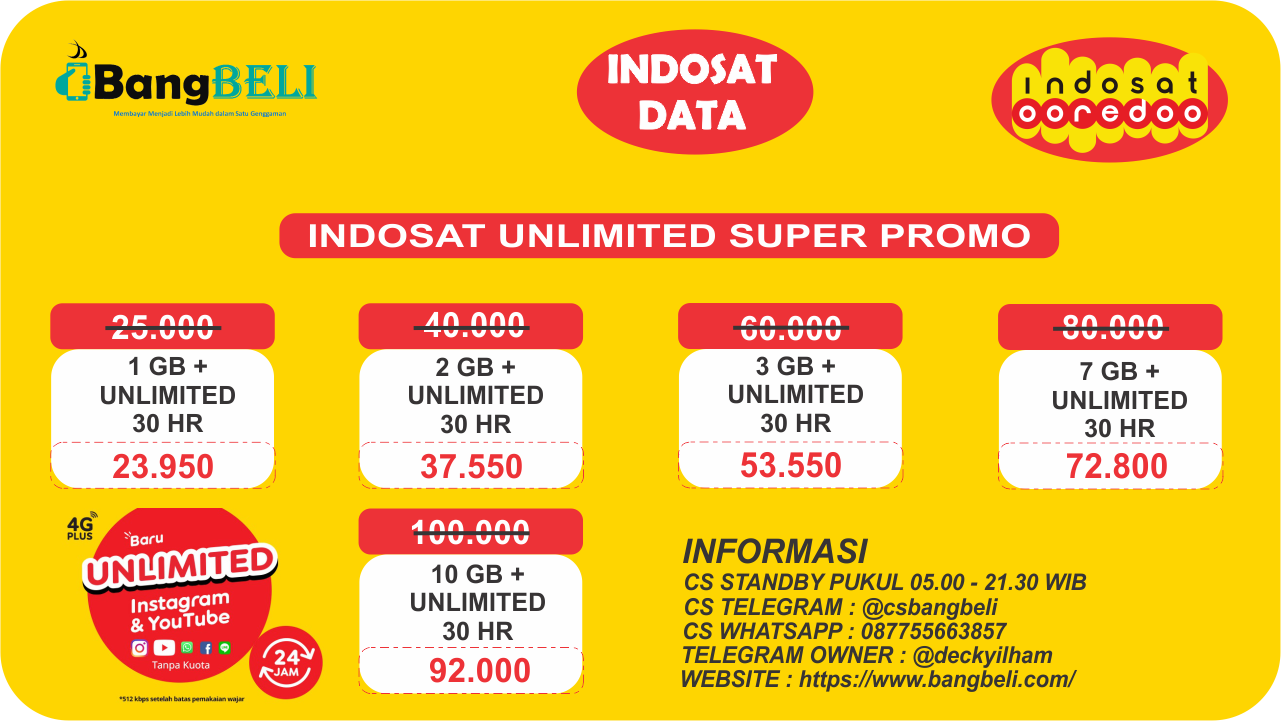 BangBELI
Membayar Menjadi Lebih Mudah dalam Satu Genggaman
INDOSAT
DATA
indosat
ooredoo
INDOSAT UNLIMITED SUPER PROMO
25.000
1 GB +
UNLIMITED
30 HR
23.950
40.000
2 GB +
UNLIMITED
30 HR
37.550
60.000
3 GB +
UNLIMITED
30 HR
53.550
80.000
7 GB +
UNLIMITED
30 HR
72.800
4G
PLUS
Baru
UNLIMITED
Instagram
& YouTube
Tanpa Kuota
24
JAM
*512 kbps setelah batas pemakaian wajar
100.000
10 GB +
UNLIMITED
30 HR
92.000
INFORMASI
CS STANDBY PUKUL 05.00 - 21.30 WIB
CS TELEGRAM : @csbangbeli
CS WHATSAPP : 087755663857
TELEGRAM OWNER : @deckyilham
WEBSITE : https://www.bangbeli.com/